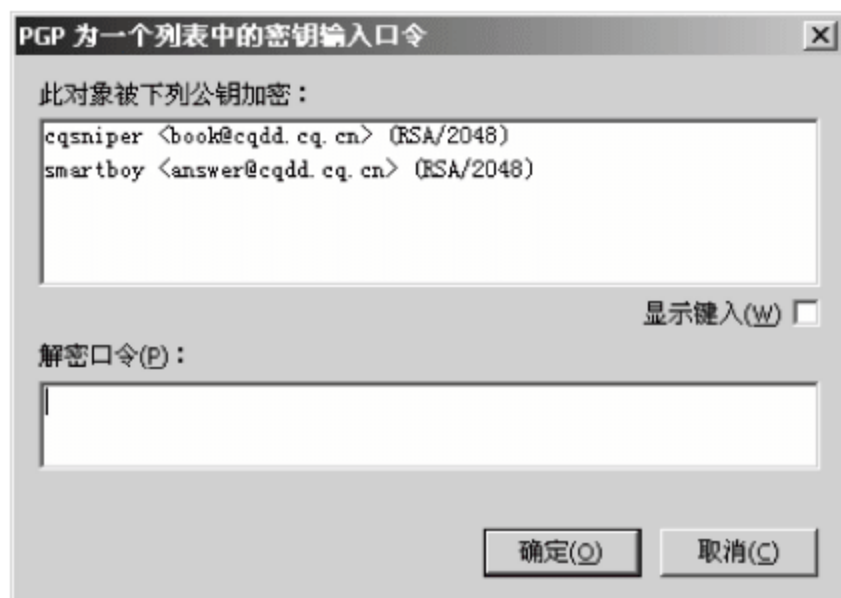 PGP 为一个列表中的密钥输入口令
此对象被下列公钥加密：
cqsniper <book@cqdd.cq.cn> (RSA/2048)
smartboy <answer@cqdd.cq.cn> (RSA/2048)
显示键入(W)
解密口令(P)：
确定(O) 取消(C)